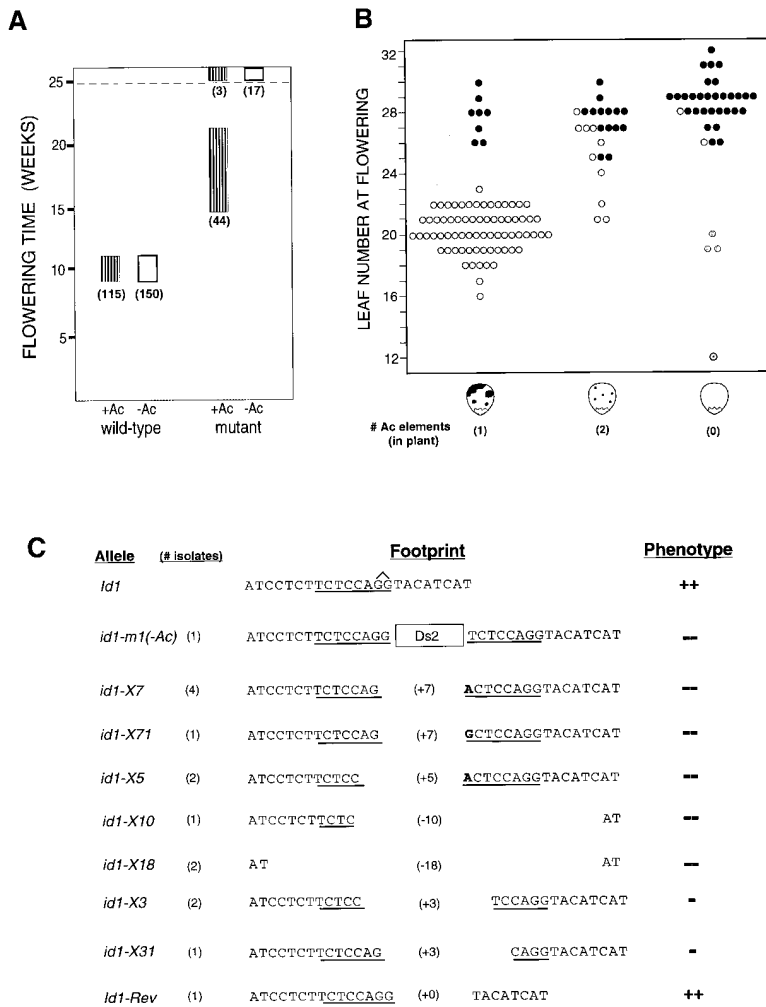 A
B
FLOWERING TIME (WEEKS)
25
20
15
10
5
(3) (17)
(44)
(115) (150)
+Ac -Ac +Ac -Ac
wild-type mutant
LEAF NUMBER AT FLOWERING
32
28
24
20
16
12
# Ac elements (1) (2) (0)
(in plant)
C
Allele (# isolates) Footprint Phenotype
Id1 ATCCTCTTCTCCAGGTACATCAT ++
id1-m1(-Ac) (1) ATCCTCTTCTCCAGG Ds2 TCTCCAGGTACATCAT --
id1-X7 (4) ATCCTCTTCTCCAG (+7) ACTCCAGGTACATCAT --
id1-X71 (1) ATCCTCTTCTCCAG (+7) GCTCCAGGTACATCAT --
id1-X5 (2) ATCCTCTTCTCC (+5) ACTCCAGGTACATCAT --
id1-X10 (1) ATCCTCTTCTC (-10) AT --
id1-X18 (2) AT (-18) AT --
id1-X3 (2) ATCCTCTTCTCC (+3) TCCAGGTACATCAT -
id1-X31 (1) ATCCTCTTCTCCAG (+3) CAGGTACATCAT -
Id1-Rev (1) ATCCTCTTCTCCAGG (+0) TACATCAT ++